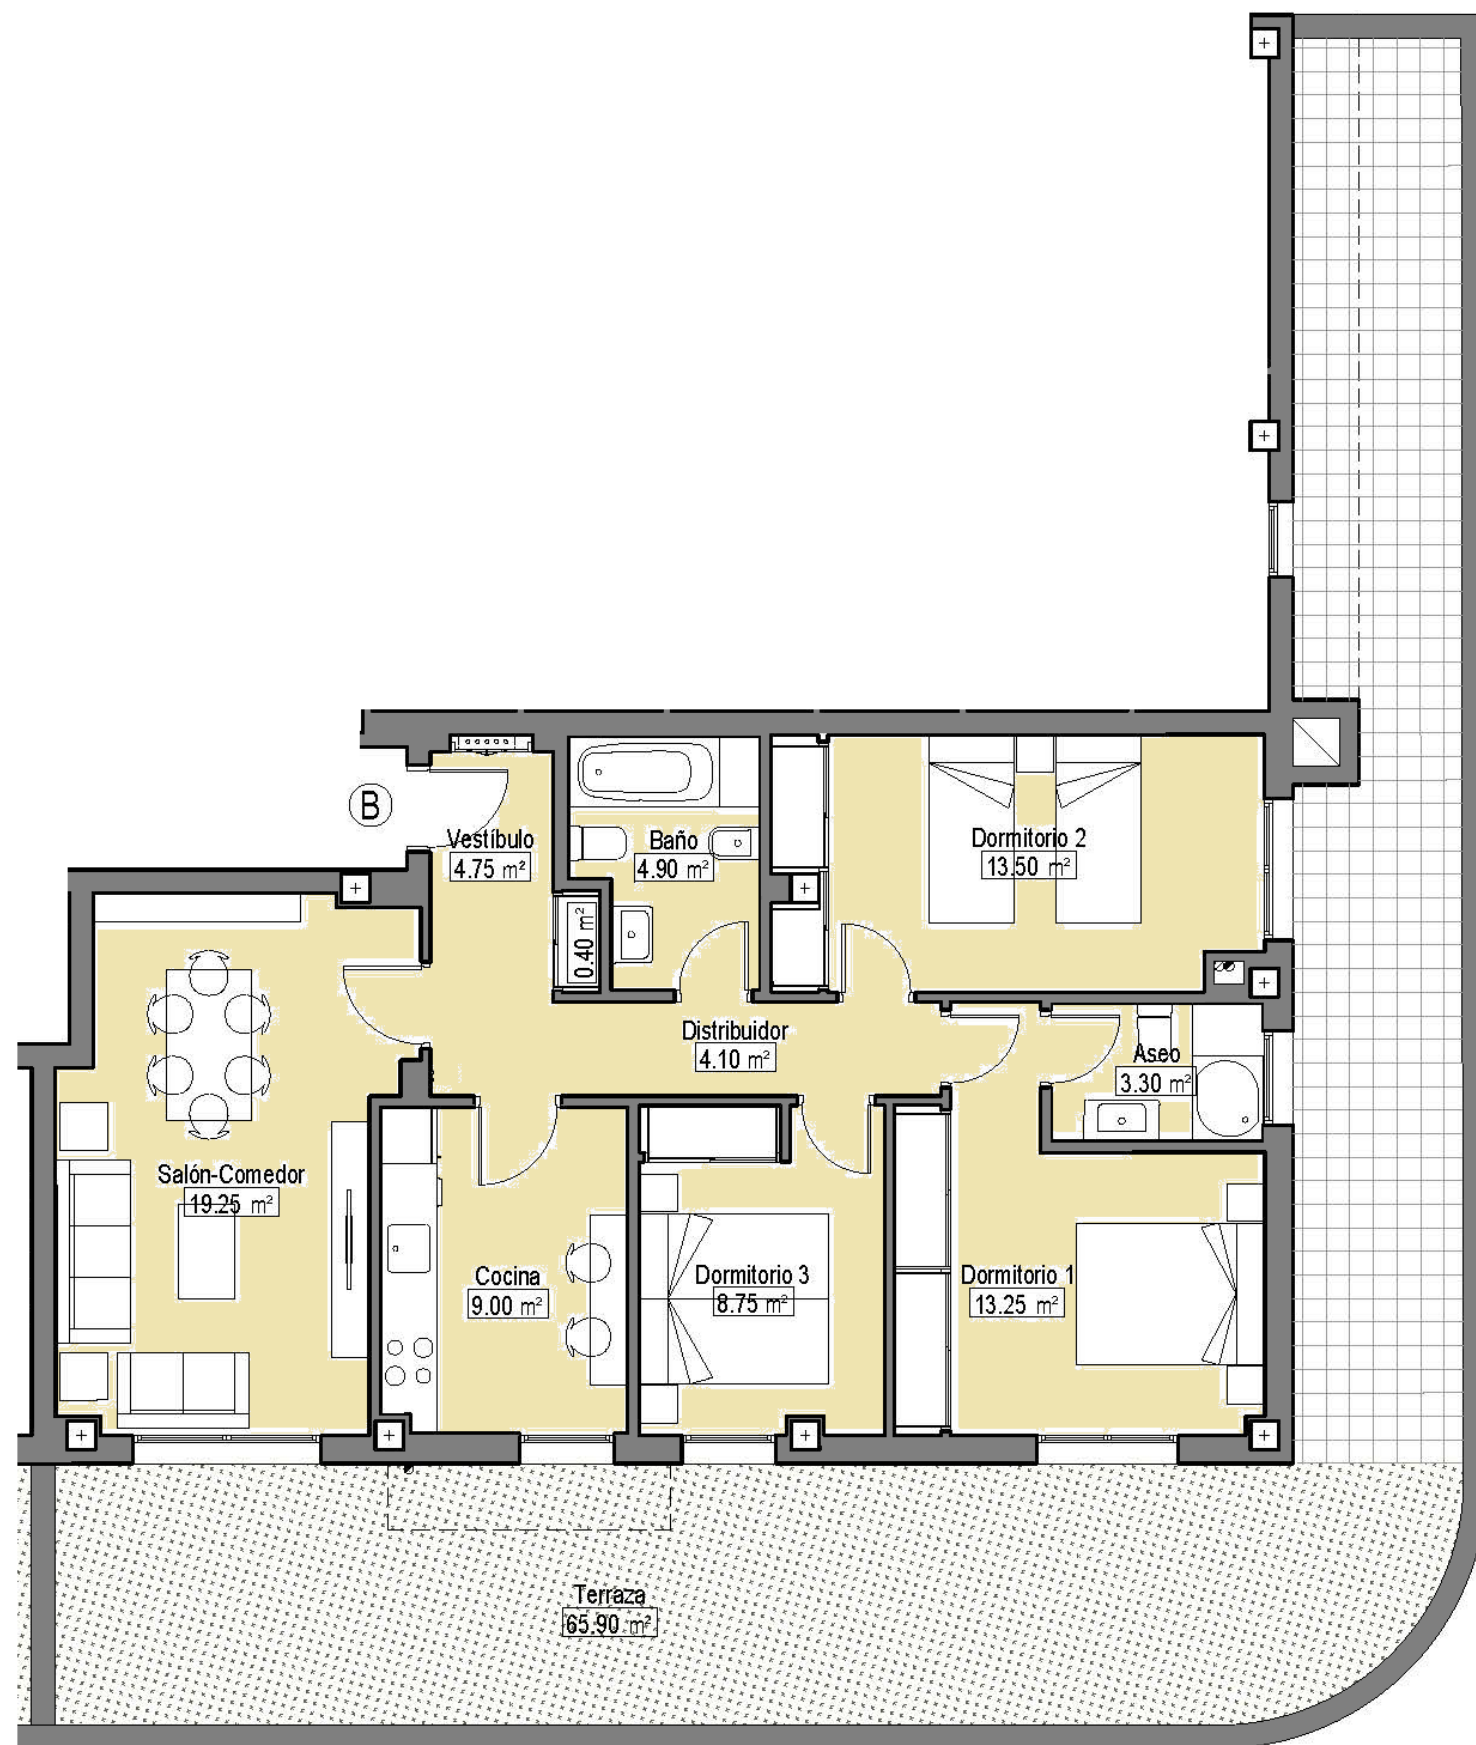 B
Vestíbulo
4.75 m²
Baño
4.90 m²
Dormitorio 2
13.50 m²
0.40 m²
Distribuidor
4.10 m²
Aseo
3.30 m²
Salón-Comedor
19.25 m²
Cocina
9.00 m²
Dormitorio 3
8.75 m²
Dormitorio 1
13.25 m²
Terraza
65.90 m²